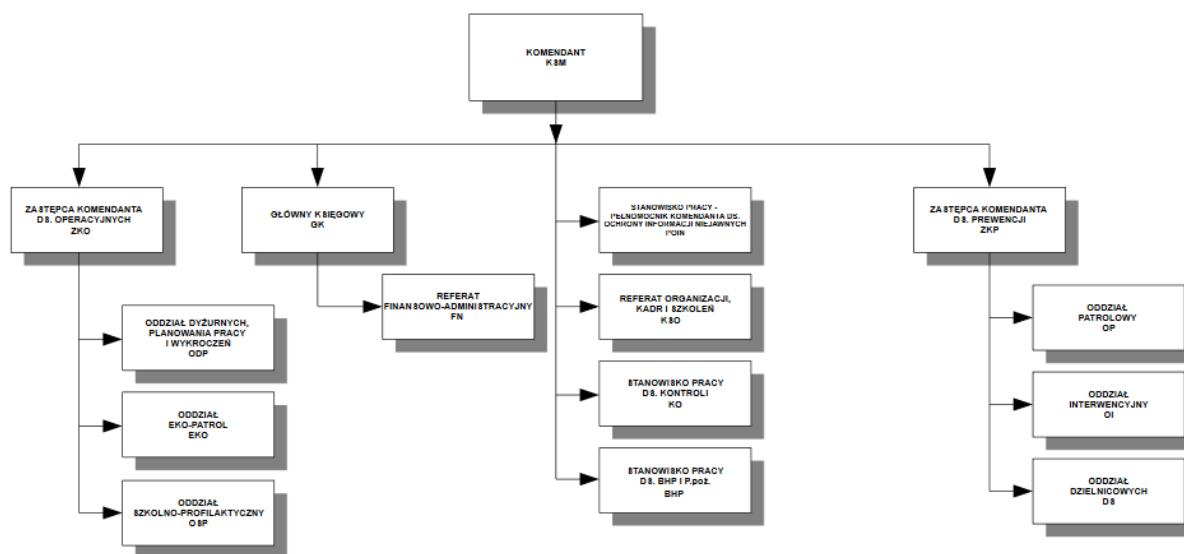 KOMENDANT
KSM
ZASTĘPCA KOMENDANTA
DS. OPERACYJNYCH
ZKO
GŁÓWNY KSIĘGOWY
GK
STANOWISKO PRACY -
PEŁNOMOCNIK KOMENDANTA DS.
OCHRONY INFORMACJI NIEJAWNYCH
POIN
ZASTĘPCA KOMENDANTA
DS. PREWENCJI
ZKP
REFERAT
FINANSOWO-ADMINISTRACYJNY
FN
REFERAT ORGANIZACJI,
KADR I SZKOLEŃ
KSO
ODDZIAŁ
PATROLOWY
OP
ODDZIAŁ DYŻURNYCH,
PLANOWANIA PRACY
I WYKROCZEŃ
ODP
STANOWISKO PRACY
DS. KONTROLI
KO
ODDZIAŁ
INTERWENCYJNY
OI
ODDZIAŁ
EKO-PATROL
EKO
STANOWISKO PRACY
DS. BHP I P.poż.
BHP
ODDZIAŁ
DZIELNICOWYCH
DS
ODDZIAŁ
SZKOLNO-PROFILAKTYCZNY
OSP